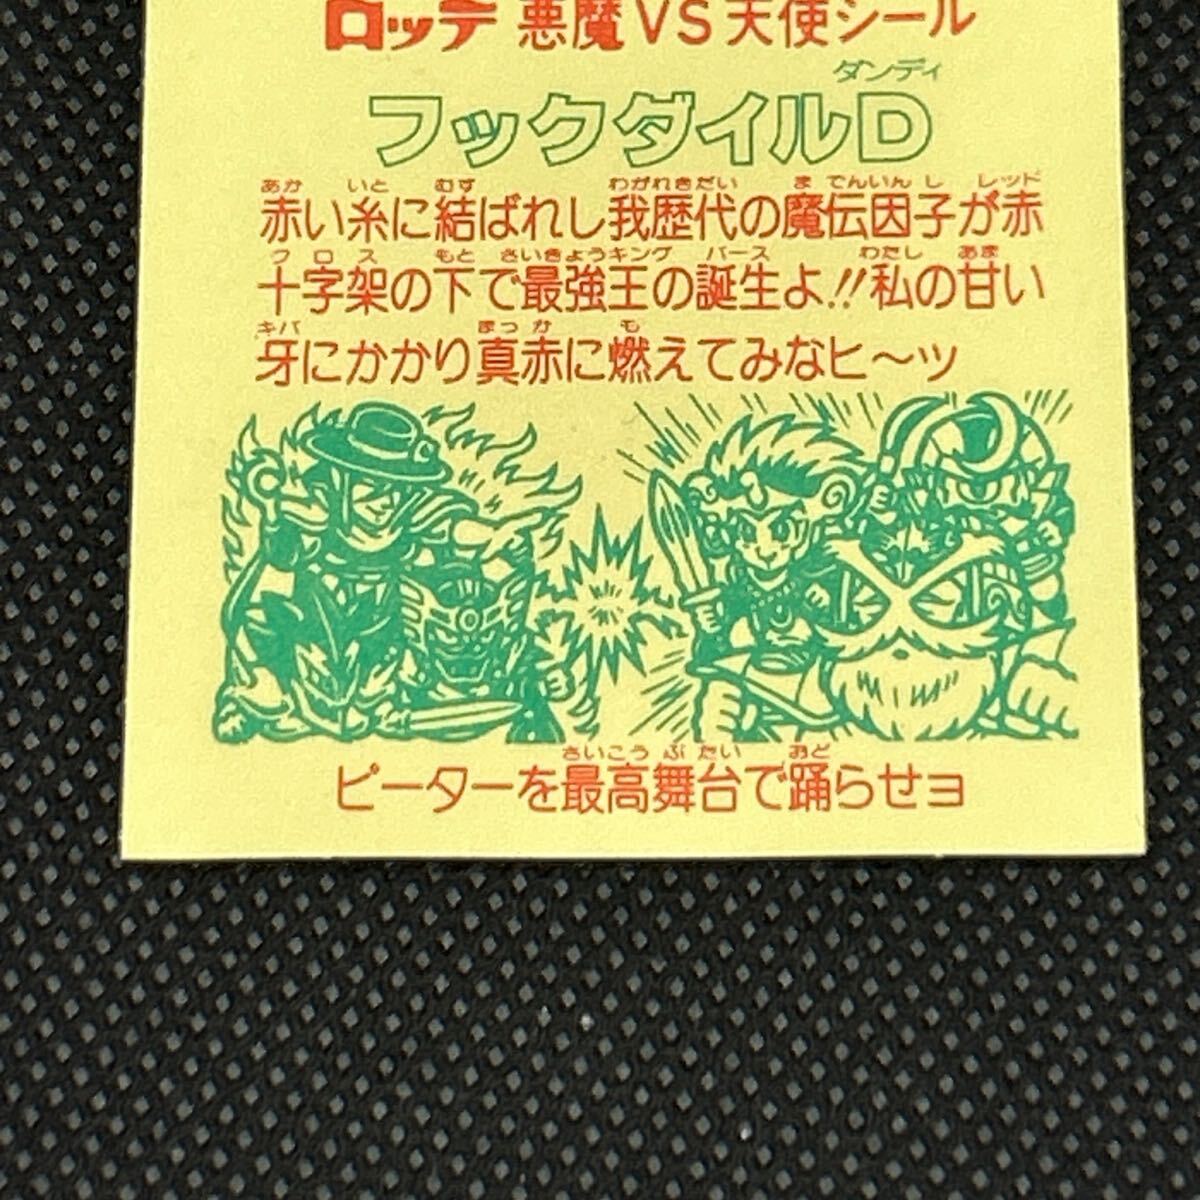 ロッテ 悪魔VS天使シール
ダンディ
フックダイルD
あか いと むす わがれきだい ま でんいん し レッド
赤い糸に結ばれし我歴代の魔伝因子が赤
クロス もと さいきょうキング バース わたし あま
十字架の下で最強王の誕生よ!!私の甘い
キバ まっか も
牙にかかり真赤に燃えてみなヒ〜ッ
さいこう ぶたい おど
ピーターを最高舞台で踊らせヨ